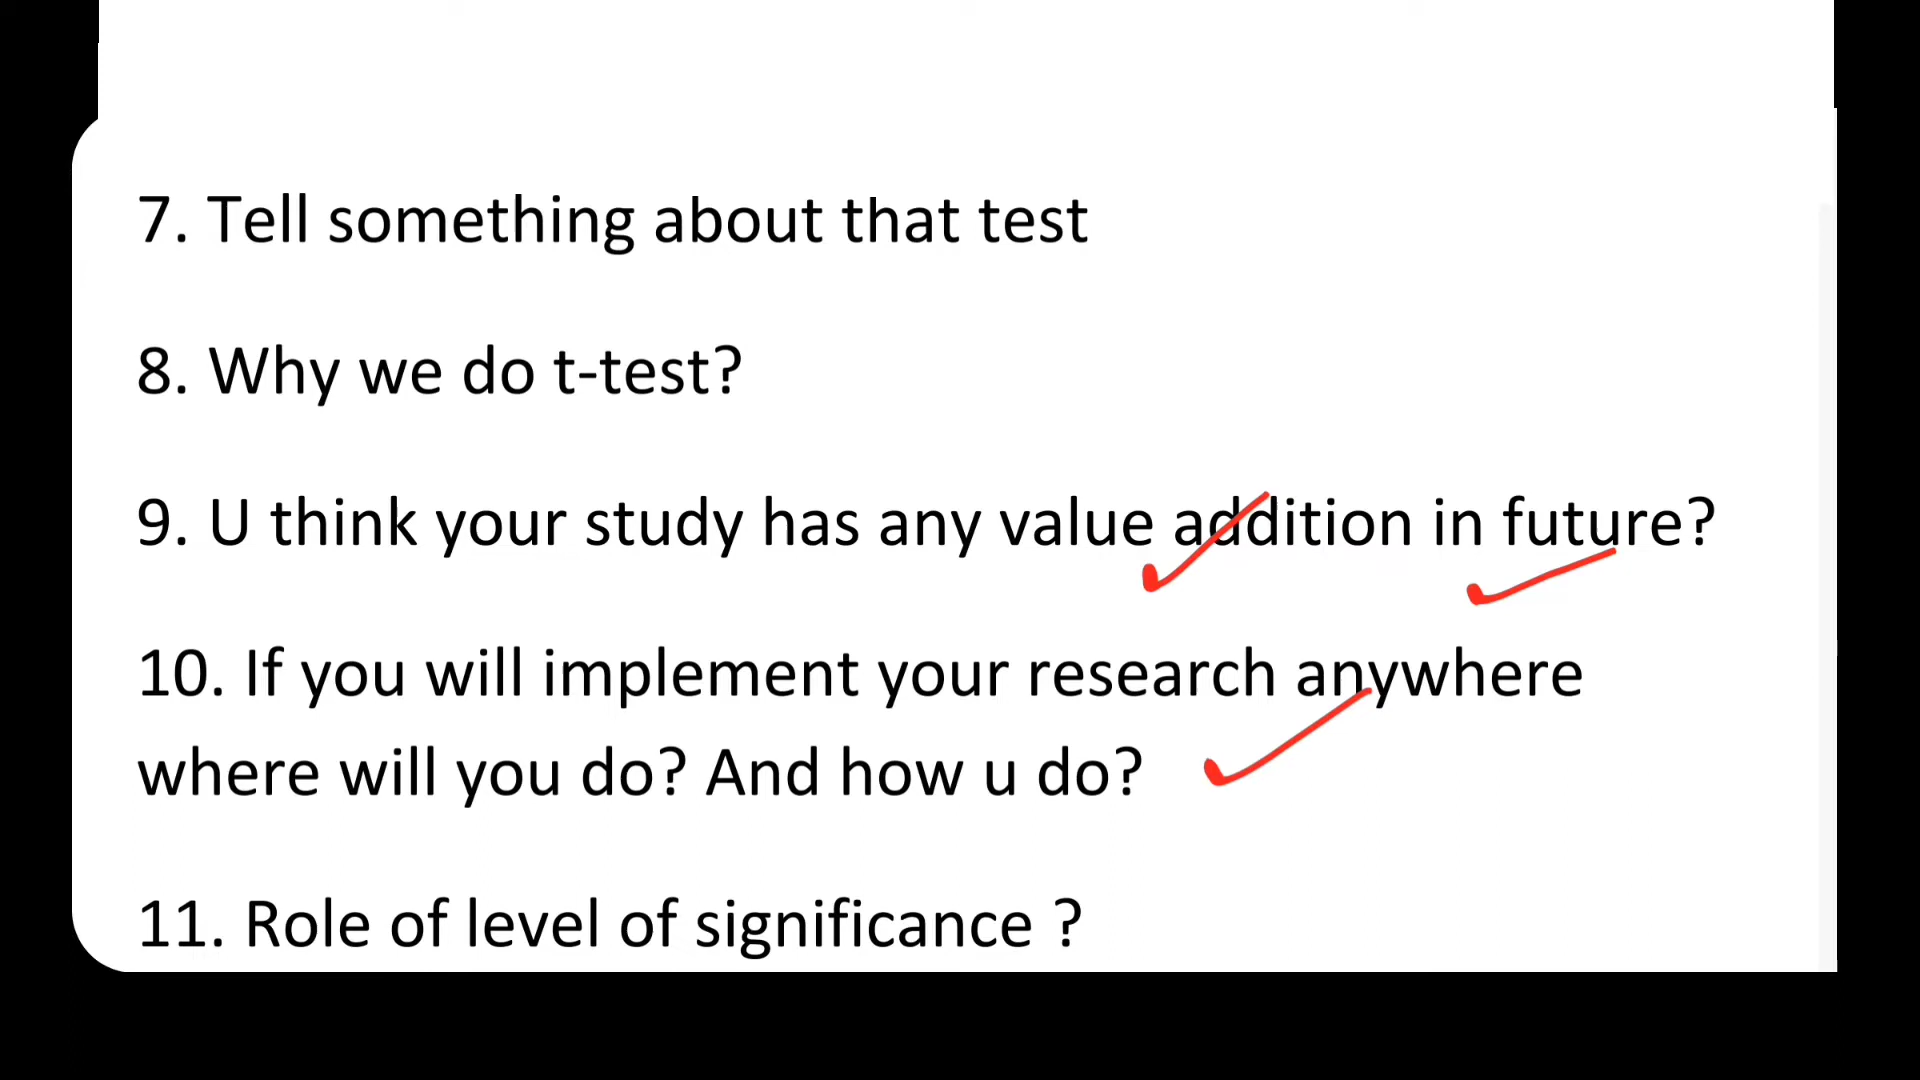 7. Tell something about that test
8. Why we do t-test?
9. U think your study has any value addition in future?
10. If you will implement your research anywhere
where will you do? And how u do?
11. Role of level of significance ?